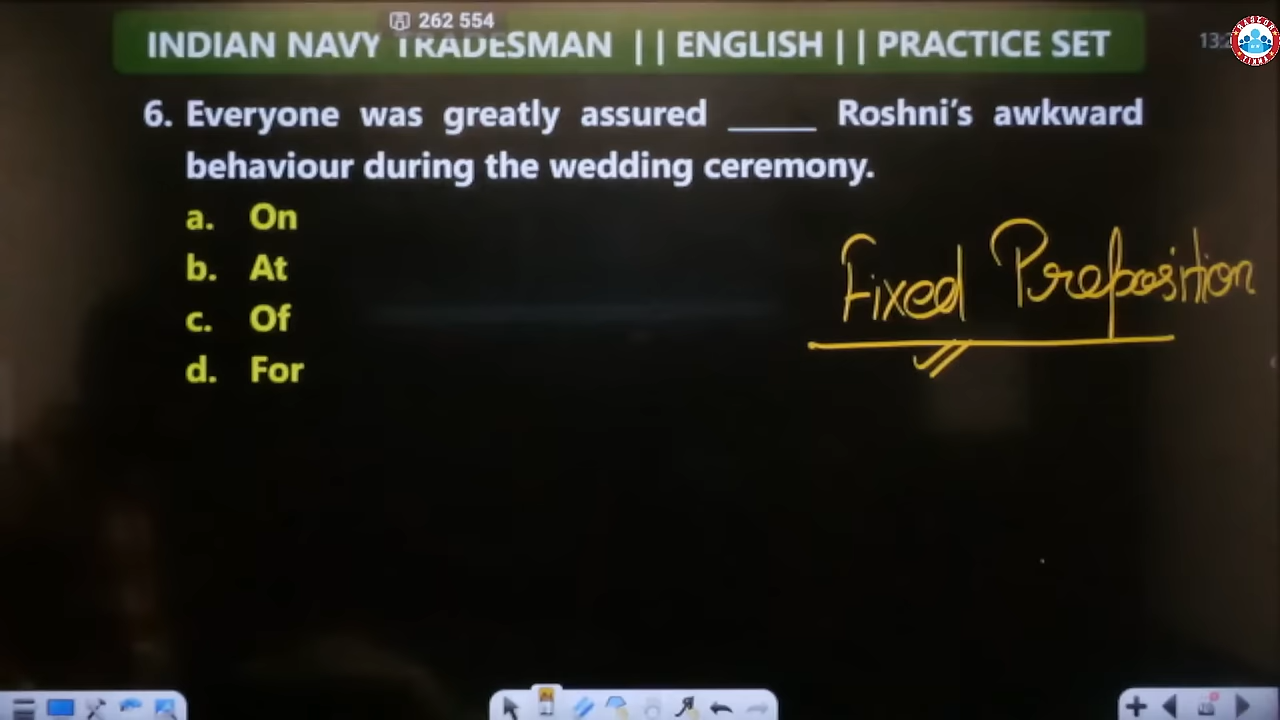 262 554
INDIAN NAVY TRADESMAN || ENGLISH || PRACTICE SET
6. Everyone was greatly assured _____ Roshni's awkward
behaviour during the wedding ceremony.
a. On
b. At
c. Of
d. For
Fixed Preposition